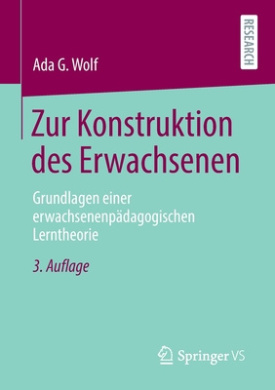 Ada G. Wolf
RESEARCH
Zur Konstruktion
des Erwachsenen
Grundlagen einer
erwachsenenpädagogischen
Lerntheorie
3. Auflage
Springer VS